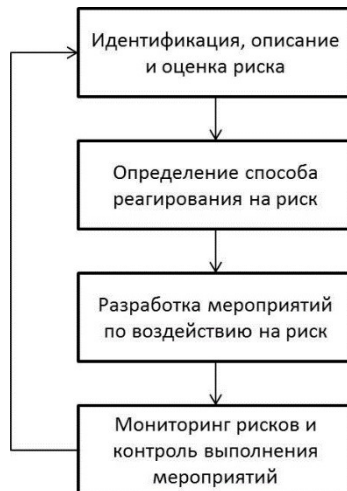 Идентификация, описание
и оценка риска
Определение способа
реагирования на риск
Разработка мероприятий
по воздействию на риск
Мониторинг рисков и
контроль выполнения
мероприятий